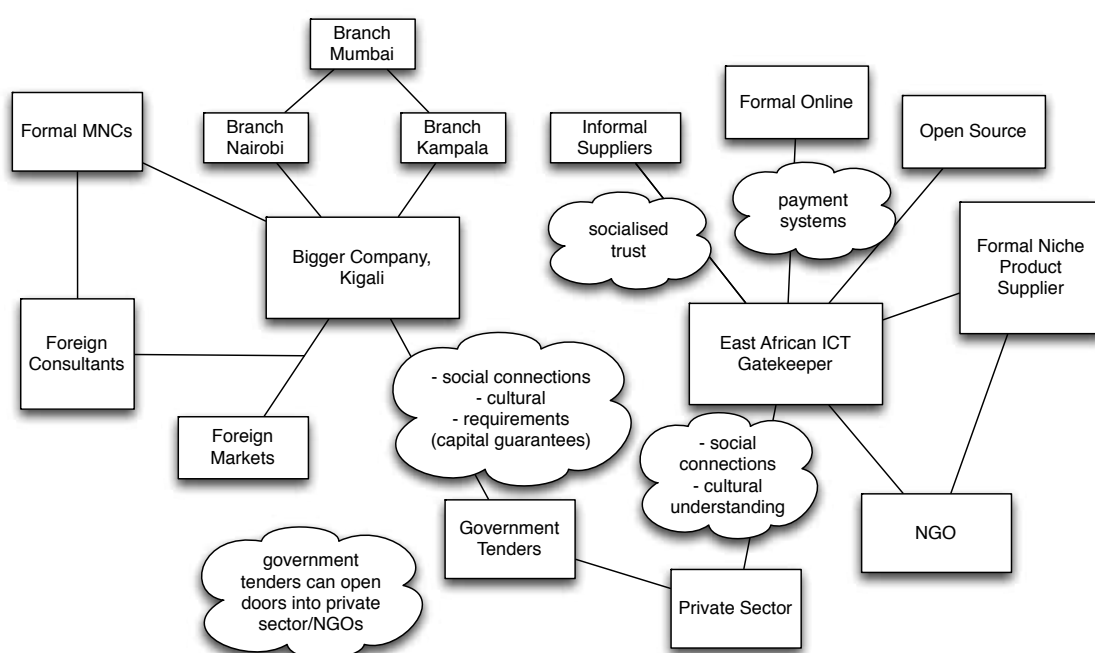 Branch
Mumbai
Formal MNCs
Branch
Nairobi
Branch
Kampala
Informal
Suppliers
Formal Online
Open Source
socialised
trust
payment
systems
Bigger Company,
Kigali
Formal Niche
Product
Supplier
East African ICT
Gatekeeper
Foreign
Consultants
- social connections
- cultural
- requirements
(capital guarantees)
Foreign
Markets
- social
connections
- cultural
understanding
Government
Tenders
NGO
government
tenders can open
doors into private
sector/NGOs
Private Sector